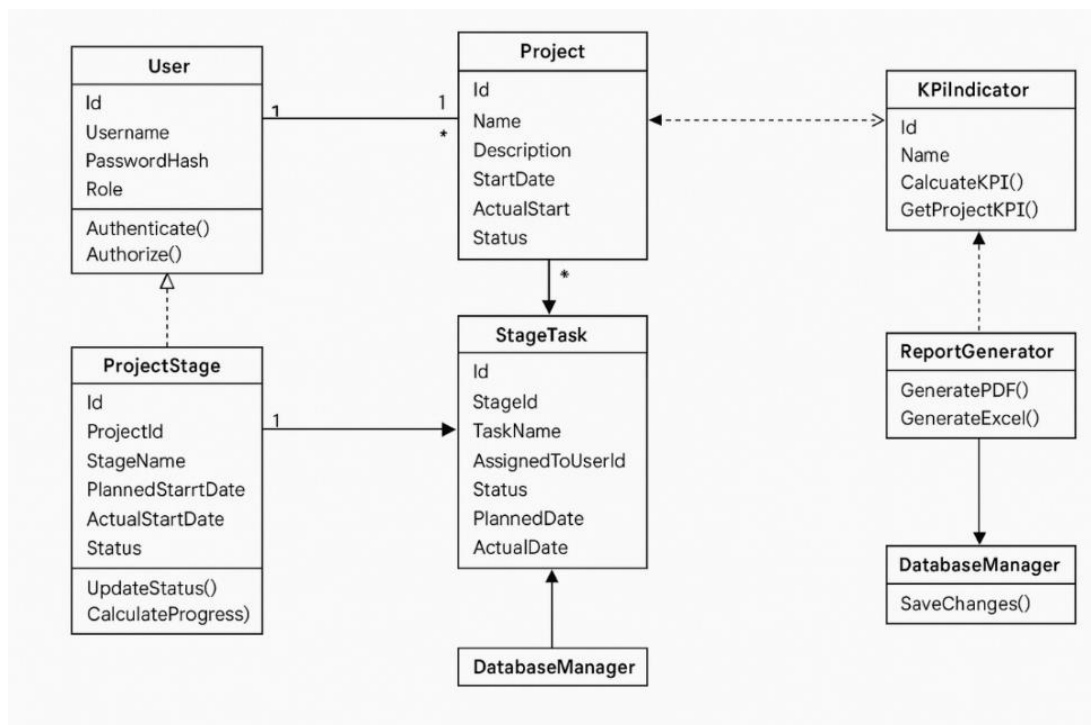 User
Id
Username
PasswordHash
Role
Authenticate()
Authorize()
1
1
*
Project
Id
Name
Description
StartDate
ActualStart
Status
*
KPiIndicator
Id
Name
CalcuateKPI()
GetProjectKPI()
ProjectStage
Id
ProjectId
StageName
PlannedStarrtDate
ActualStartDate
Status
UpdateStatus()
CalculateProgress)
1
StageTask
Id
StageId
TaskName
AssignedToUserId
Status
PlannedDate
ActualDate
ReportGenerator
GeneratePDF()
GenerateExcel()
DatabaseManager
SaveChanges()
DatabaseManager